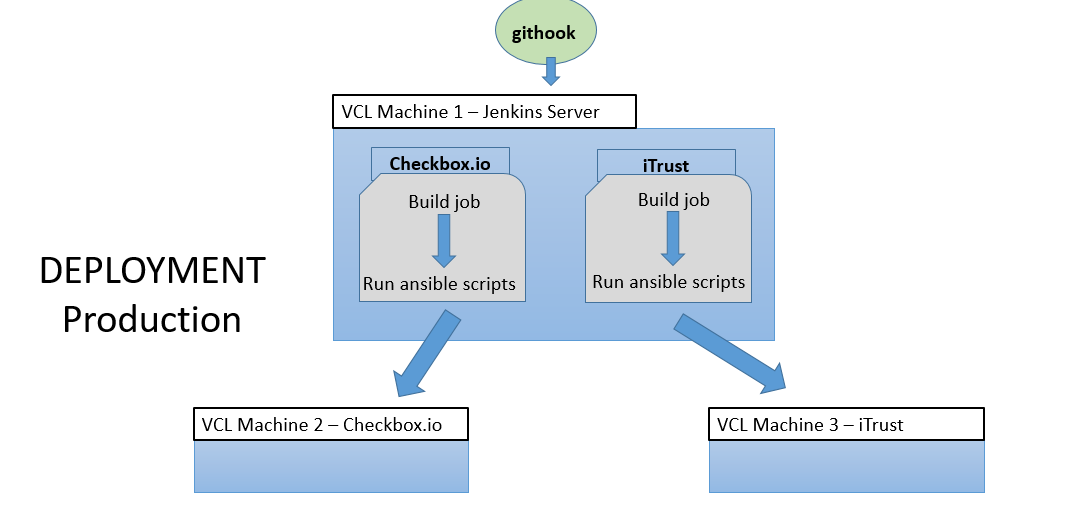 githook
VCL Machine 1 – Jenkins Server
Checkbox.io
iTrust
Build job
Build job
Run ansible scripts
Run ansible scripts
DEPLOYMENT
Production
VCL Machine 2 – Checkbox.io
VCL Machine 3 – iTrust